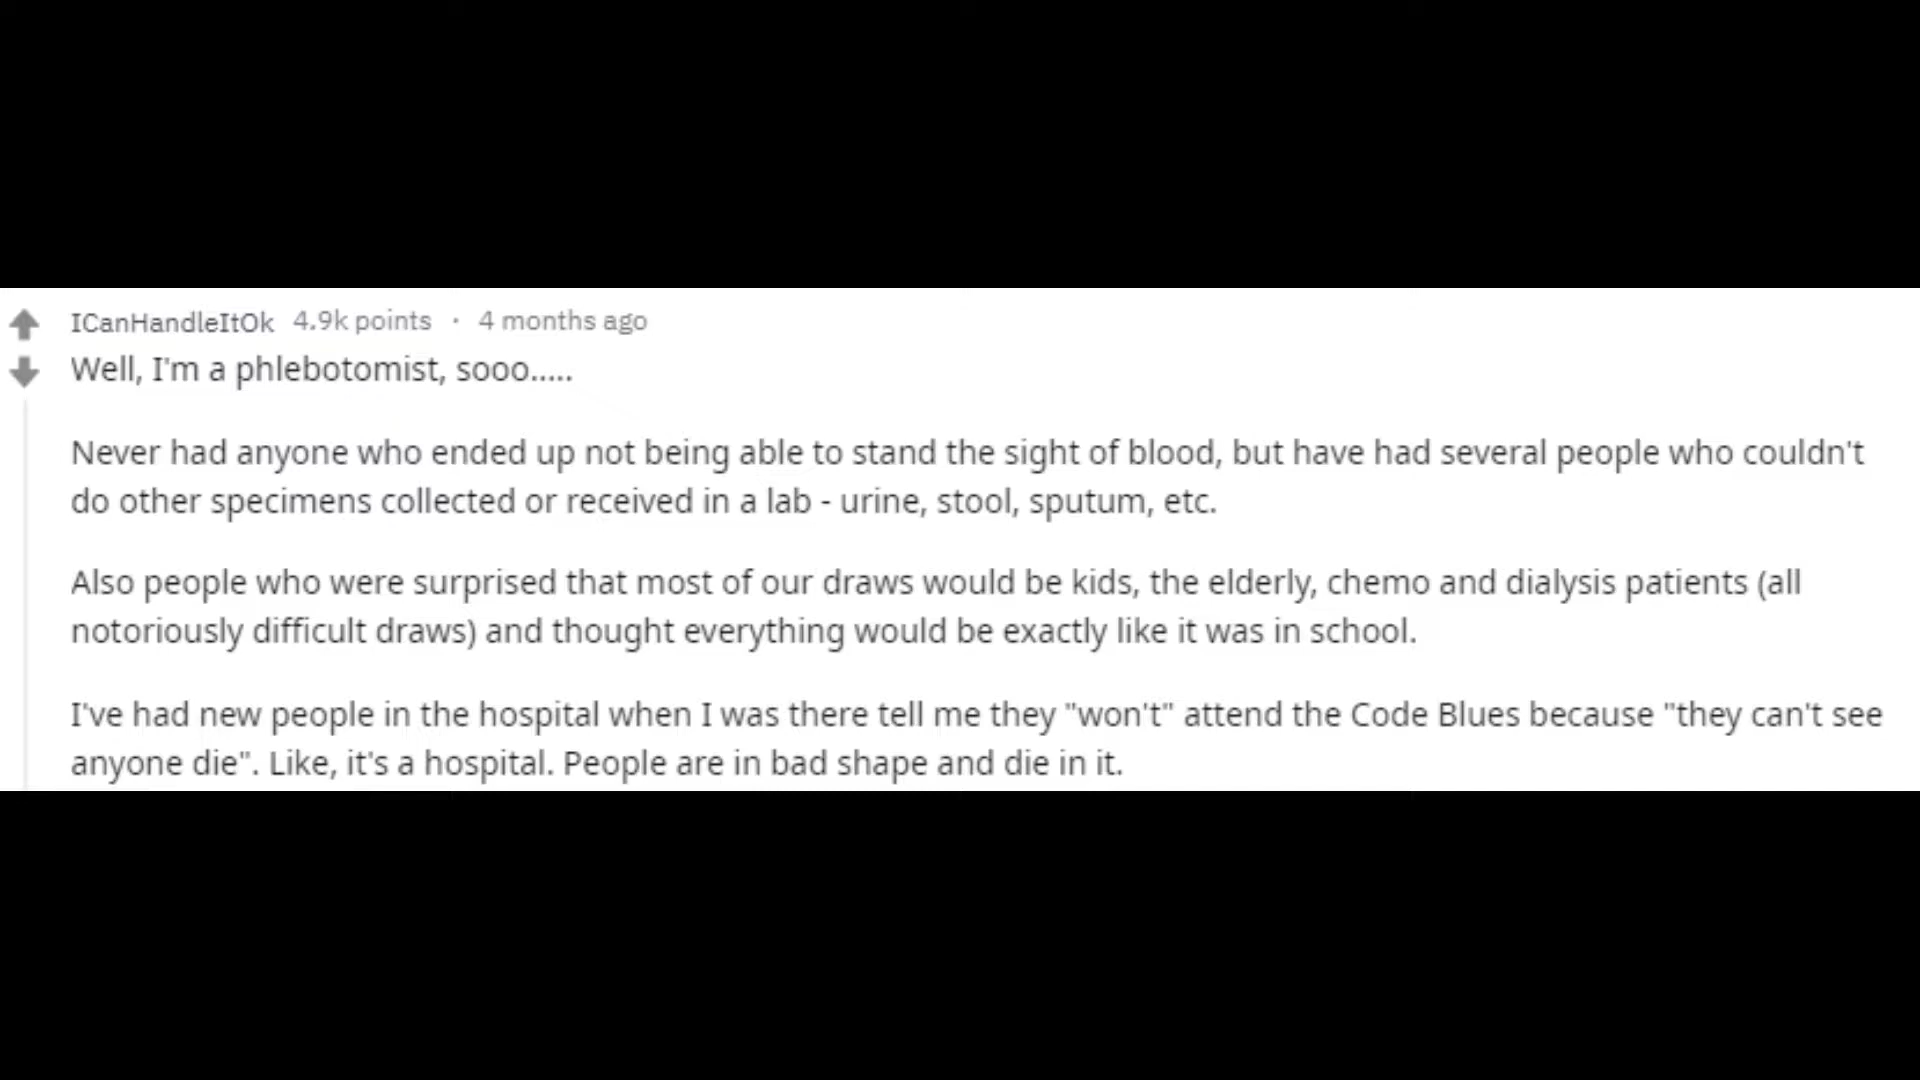 ICanHandleItOk 4.9k points · 4 months ago
Well, I'm a phlebotomist, sooo.....
Never had anyone who ended up not being able to stand the sight of blood, but have had several people who couldn't
do other specimens collected or received in a lab - urine, stool, sputum, etc.
Also people who were surprised that most of our draws would be kids, the elderly, chemo and dialysis patients (all
notoriously difficult draws) and thought everything would be exactly like it was in school.
I've had new people in the hospital when I was there tell me they "won't" attend the Code Blues because "they can't see
anyone die". Like, it's a hospital. People are in bad shape and die in it.